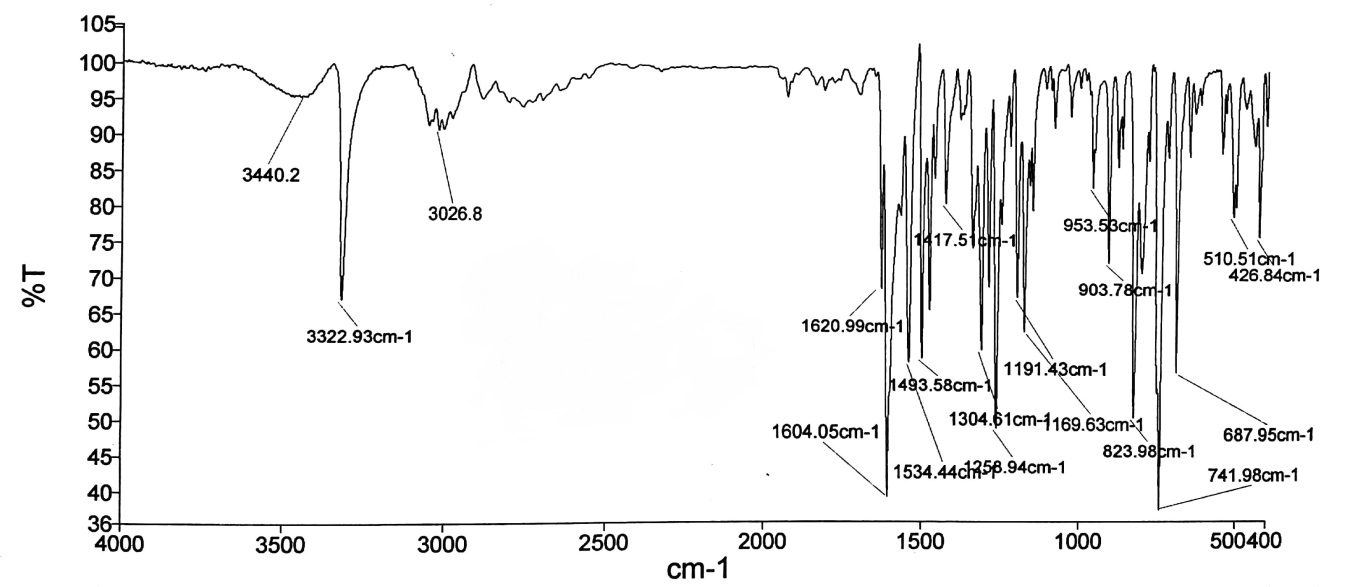 105
100
95
90
85
80
75
70
65
60
55
50
45
40
36
%T
3440.2
3322.93cm-1
3026.8
1620.99cm-1
1604.05cm-1
1534.44cm-1
1493.58cm-1
1417.51cm-1
1304.61cm-1
1258.94cm-1
1191.43cm-1
1169.63cm-1
953.53cm-1
903.78cm-1
823.98cm-1
741.98cm-1
687.95cm-1
510.51cm-1
426.84cm-1
4000 3500 3000 2500 2000 1500 1000 500400
cm-1